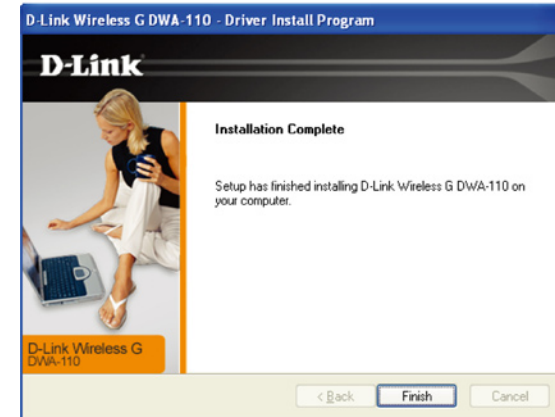 D-Link Wireless G DWA-110 - Driver Install Program
D-Link
Installation Complete
Setup has finished installing D-Link Wireless G DWA-110 on
your computer.
D-Link Wireless G
DWA-110
< Back Finish Cancel